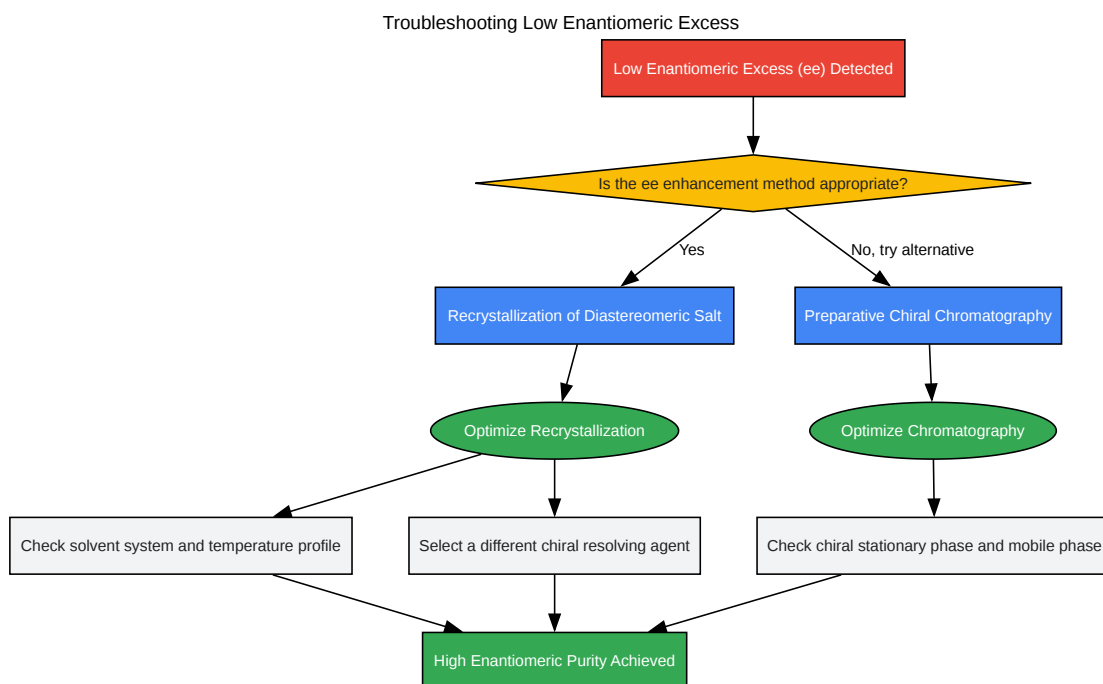 Troubleshooting Low Enantiomeric Excess
Low Enantiomeric Excess (ee) Detected
Is the ee enhancement method appropriate?
Yes
No, try alternative
Recrystallization of Diastereomeric Salt
Preparative Chiral Chromatography
Optimize Recrystallization
Optimize Chromatography
Check solvent system and temperature profile
Select a different chiral resolving agent
Check chiral stationary phase and mobile phase
High Enantiomeric Purity Achieved